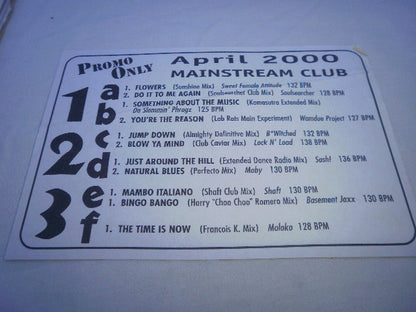 PROMO ONLY
April 2000
MAINSTREAM CLUB
1
a
1. FLOWERS (Sunshine Mix) Sweet Female Attitude 132 BPM
2. DO IT TO ME AGAIN (Soulsearcher Club Mix) Soulsearcher 128 BPM
b
1. SOMETHING ABOUT THE MUSIC (Komasutra Extended Mix)
Da Slammin' Phrogz 125 BPM
2. YOU'RE THE REASON (Lab Rats Main Experiment) Wamdue Project 127 BPM
2
c
1. JUMP DOWN (Almighty Definitive Mix) B*Witched 132 BPM
2. BLOW YA MIND (Club Caviar Mix) Lock N' Load 138 BPM
d
1. JUST AROUND THE HILL (Extended Dance Radio Mix) Sash! 136 BPM
2. NATURAL BLUES (Perfecto Mix) Moby 130 BPM
3
e
1. MAMBO ITALIANO (Shaft Club Mix) Shaft 130 BPM
1. BINGO BANGO (Harry "Choo Choo" Romero Mix) Basement Jaxx 130 BPM
f
1. THE TIME IS NOW (Francois K. Mix) Moloko 128 BPM